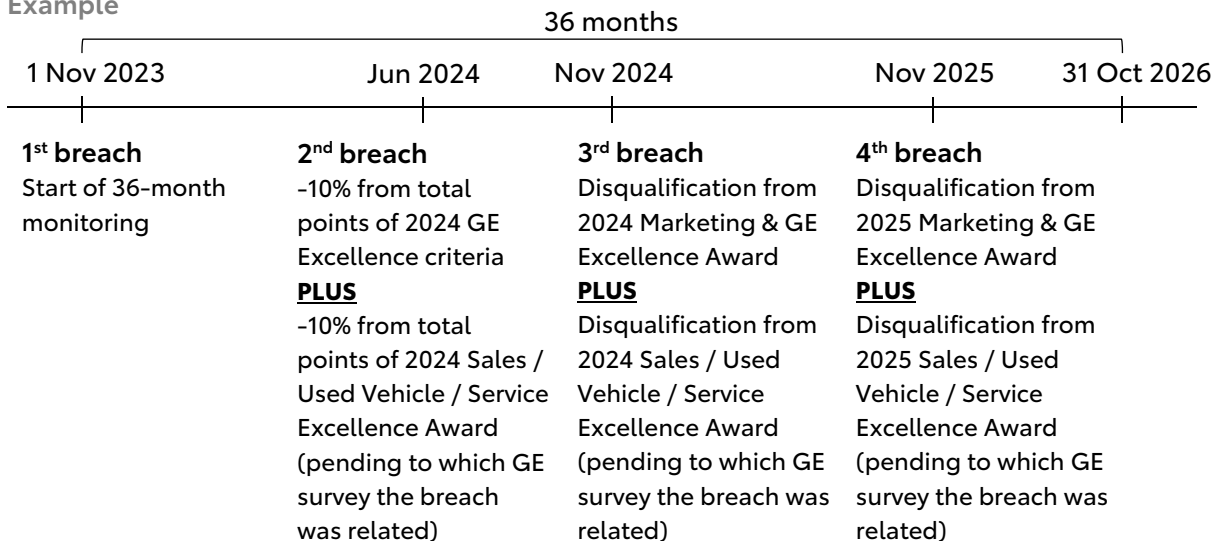 Example
36 months
1 Nov 2023
Jun 2024
Nov 2024
Nov 2025
31 Oct 2026
1st breach
Start of 36-month
monitoring
2nd breach
-10% from total
points of 2024 GE
Excellence criteria
PLUS
-10% from total
points of 2024 Sales /
Used Vehicle / Service
Excellence Award
(pending to which GE
survey the breach
was related)
3rd breach
Disqualification from
2024 Marketing & GE
Excellence Award
PLUS
Disqualification from
2024 Sales / Used
Vehicle / Service
Excellence Award
(pending to which GE
survey the breach was
related)
4th breach
Disqualification from
2025 Marketing & GE
Excellence Award
PLUS
Disqualification from
2025 Sales / Used
Vehicle / Service
Excellence Award
(pending to which GE
survey the breach was
related)